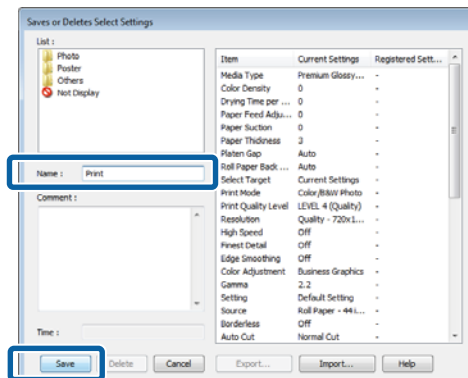 Saves or Deletes Select Settings
List :
Photo
Poster
Others
Not Display
Name : Print
Comment :
Time :
Item Current Settings Registered Sett...
Media Type Premium Glossy... -
Color Density 0 -
Drying Time per ... 0 -
Paper Feed Adju... 0 -
Paper Suction 0 -
Paper Thickness 3 -
Platen Gap Auto -
Roll Paper Back ... Auto -
Select Target Current Settings -
Print Mode Color/B&W Photo -
Print Quality Level LEVEL 4 (Quality) -
Resolution Quality - 720x1... -
High Speed Off -
Finest Detail Off -
Edge Smoothing Off -
Color Adjustment Business Graphics -
Gamma 2.2 -
Setting Default Setting -
Source Roll Paper - 44 i... -
Borderless Off -
Auto Cut Normal Cut -
Save Delete Cancel Export... Import... Help